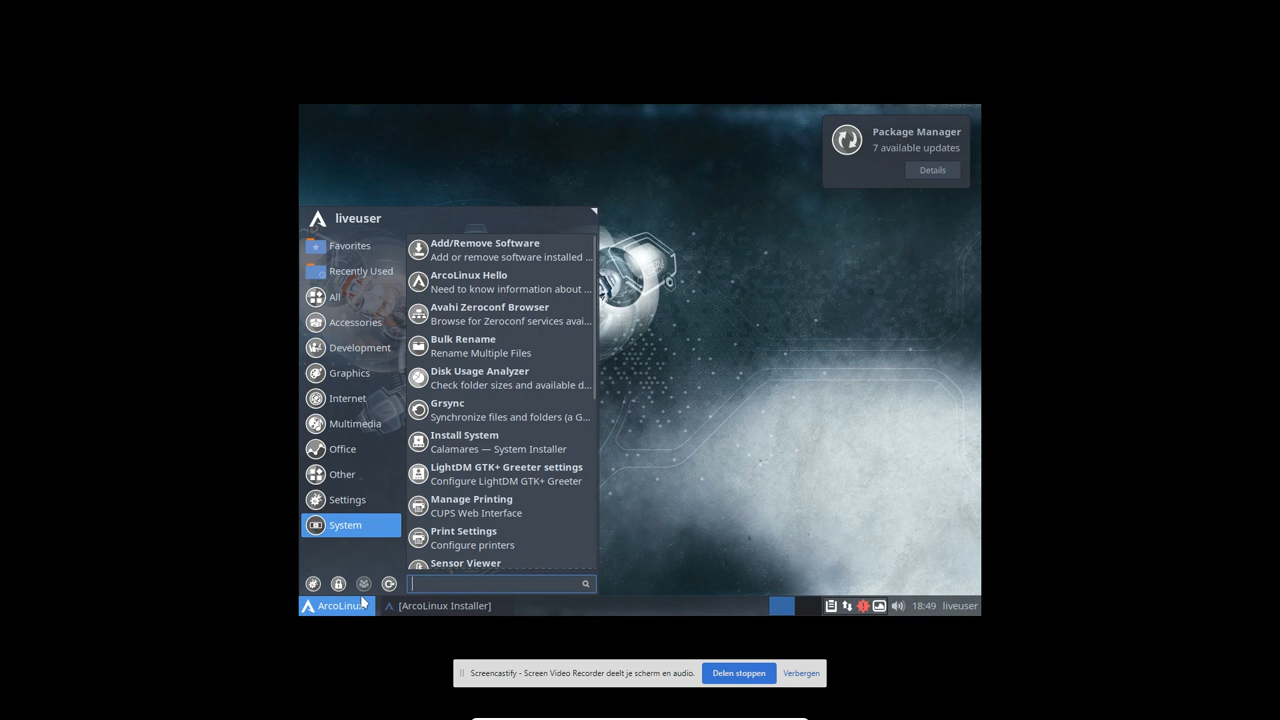 Package Manager
7 available updates
Details
liveuser
Favorites
Recently Used
All
Accessories
Development
Graphics
Internet
Multimedia
Office
Other
Settings
System
Add/Remove Software
Add or remove software installed ...
ArcoLinux Hello
Need to know information about ...
Avahi Zeroconf Browser
Browse for Zeroconf services avai...
Bulk Rename
Rename Multiple Files
Disk Usage Analyzer
Check folder sizes and available d...
Grsync
Synchronize files and folders (a G...
Install System
Calamares — System Installer
LightDM GTK+ Greeter settings
Configure LightDM GTK+ Greeter
Manage Printing
CUPS Web Interface
Print Settings
Configure printers
Sensor Viewer
ArcoLinux
[ArcoLinux Installer]
18:49 liveuser
Screencastify - Screen Video Recorder deelt je scherm en audio.
Delen stoppen
Verbergen